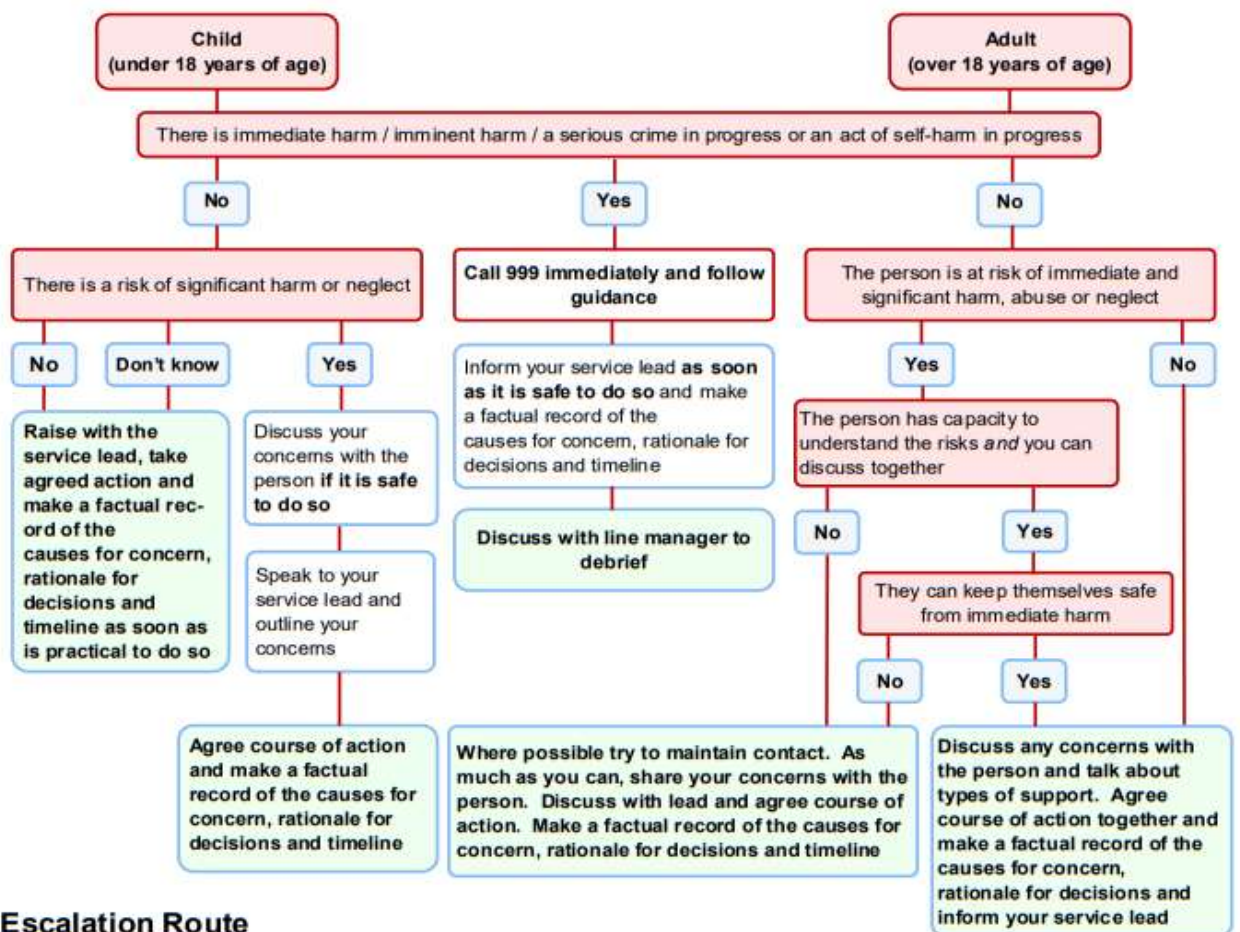 Child
(under 18 years of age)
Adult
(over 18 years of age)
There is immediate harm / imminent harm / a serious crime in progress or an act of self-harm in progress
No
Yes
No
There is a risk of significant harm or neglect
Call 999 immediately and follow
guidance
The person is at risk of immediate and
significant harm, abuse or neglect
No
Don't know
Yes
Inform your service lead as soon
as it is safe to do so and make
a factual record of the
causes for concern, rationale for
decisions and timeline
Yes
No
Raise with the
service lead, take
agreed action and
make a factual rec-
ord of the
causes for concern,
rationale for
decisions and
timeline as soon as
is practical to do so
Discuss your
concerns with the
person if it is safe
to do so
The person has capacity to
understand the risks and you can
discuss together
Discuss with line manager to
debrief
No
Yes
Speak to your
service lead and
outline your
concerns
They can keep themselves safe
from immediate harm
No
Yes
Agree course of action
and make a factual
record of the causes for
concern, rationale for
decisions and timeline
Where possible try to maintain contact. As
much as you can, share your concerns with the
person. Discuss with lead and agree course of
action. Make a factual record of the causes for
concern, rationale for decisions and timeline
Discuss any concerns with
the person and talk about
types of support. Agree
course of action together and
make a factual record of the
causes for concern,
rationale for decisions and
inform your service lead
Escalation Route